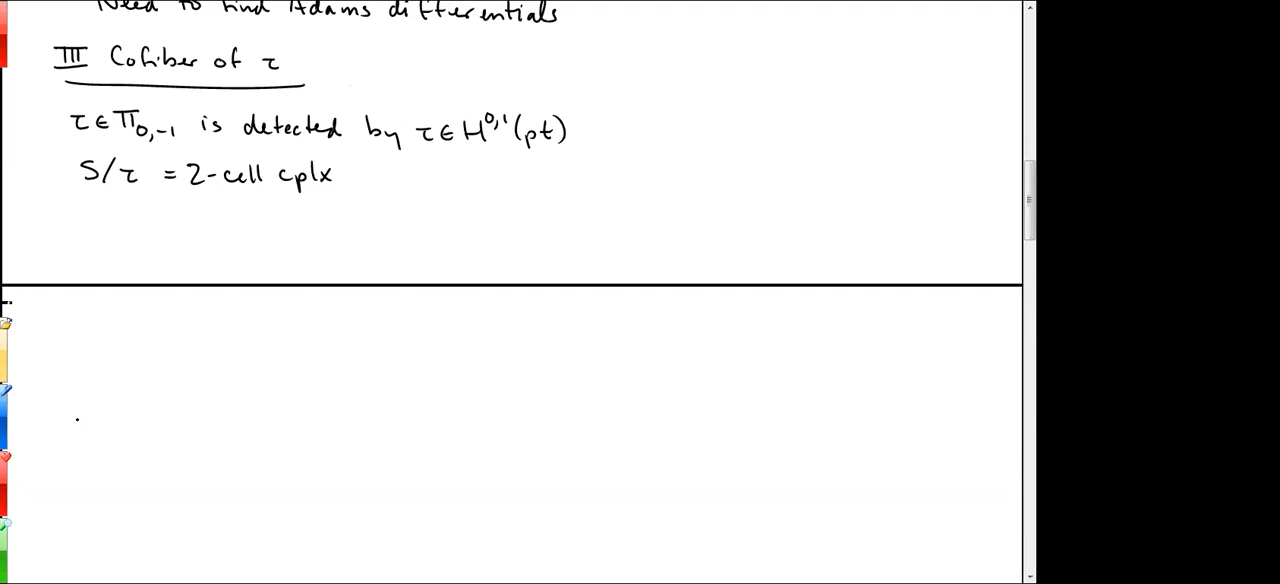 Need to find Adams differentials
III Cofiber of τ
τ ∈ π₀,₋₁ is detected by τ ∈ H⁰,¹(pt)
S/τ = 2-cell cplx